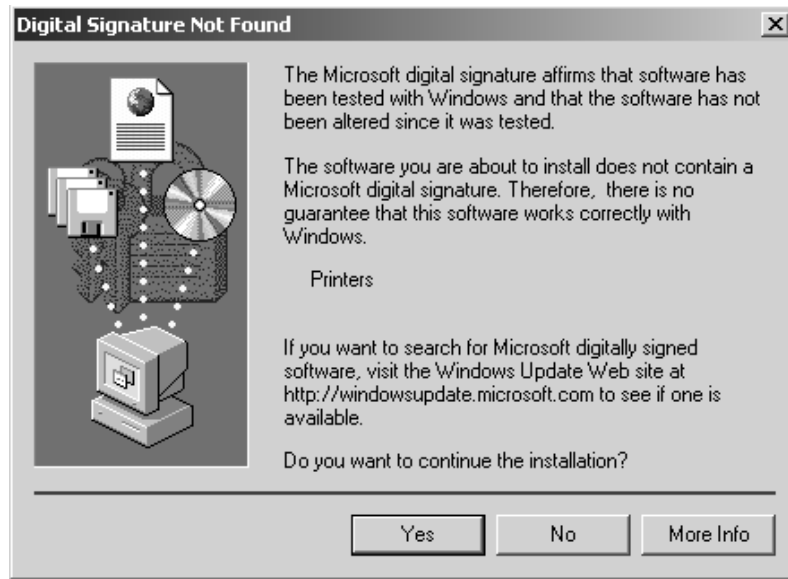 Digital Signature Not Found
The Microsoft digital signature affirms that software has
been tested with Windows and that the software has not
been altered since it was tested.
The software you are about to install does not contain a
Microsoft digital signature. Therefore,  there is no
guarantee that this software works correctly with
Windows.
Printers
If you want to search for Microsoft digitally signed
software, visit the Windows Update Web site at
http://windowsupdate.microsoft.com to see if one is
available.
Do you want to continue the installation?
Yes
No
More Info